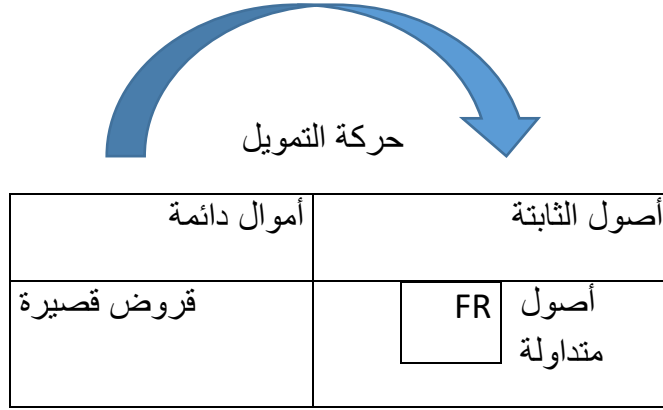 حركة التمويل
أصول الثابتة
أموال دائمة
أصول
متداولة
FR
قروض قصيرة